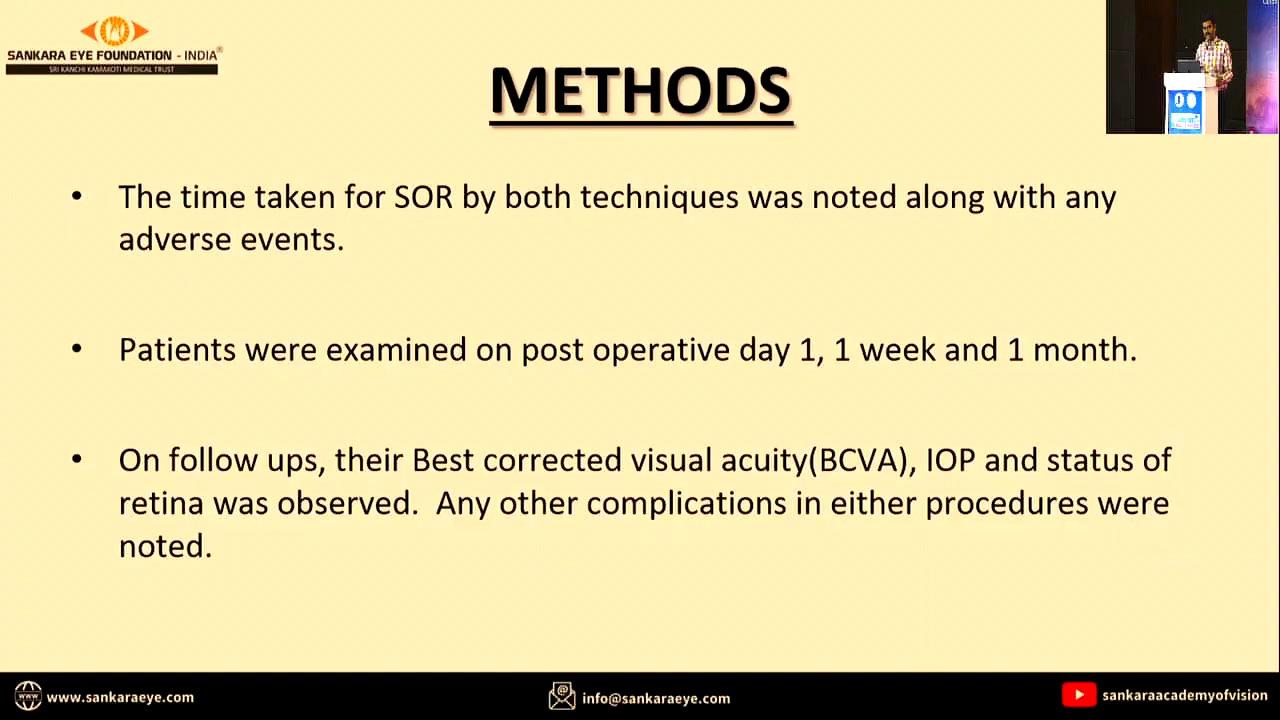 SANKARA EYE FOUNDATION - INDIA®
SRI KANCHI KAMAKOTI MEDICAL TRUST
METHODS
• The time taken for SOR by both techniques was noted along with any
adverse events.
• Patients were examined on post operative day 1, 1 week and 1 month.
• On follow ups, their Best corrected visual acuity(BCVA), IOP and status of
retina was observed.  Any other complications in either procedures were
noted.
www.sankaraeye.com
info@sankaraeye.com
sankaraacademyofvision